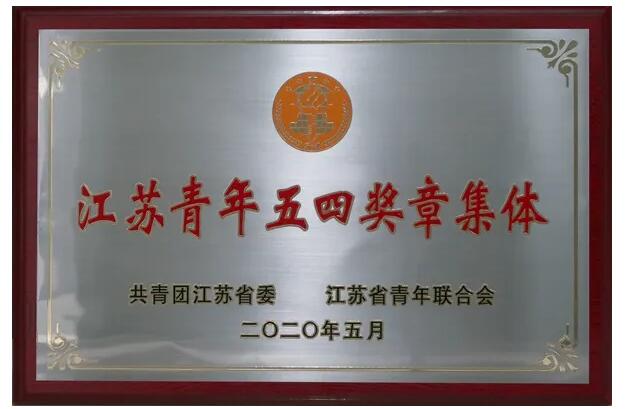 江苏青年五四奖章集体
共青团江苏省委 江苏省青年联合会
二〇二〇年五月